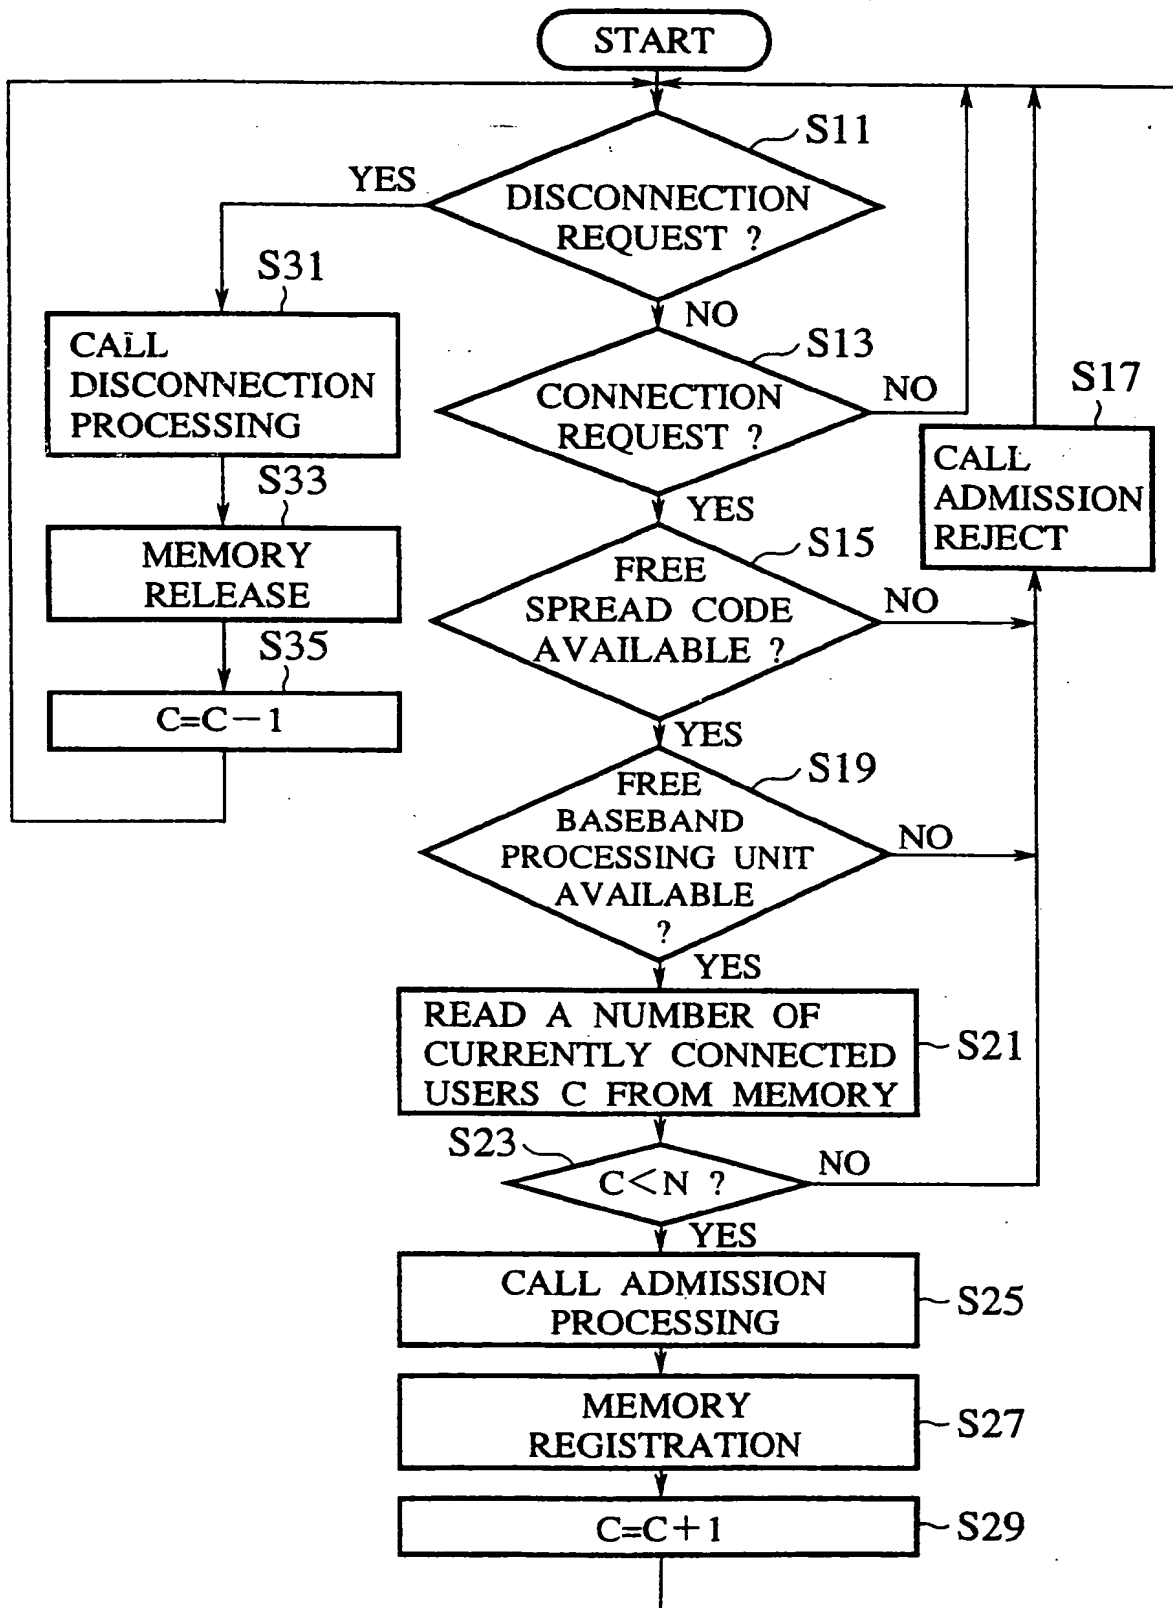 START
S11
YES
DISCONNECTION
REQUEST ?
NO
S31
CALL
DISCONNECTION
PROCESSING
S33
MEMORY
RELEASE
S35
C=C−1
S13
CONNECTION
REQUEST ?
NO
YES
S17
CALL
ADMISSION
REJECT
S15
FREE
SPREAD CODE
AVAILABLE ?
NO
YES
S19
FREE
BASEBAND
PROCESSING UNIT
AVAILABLE
?
NO
YES
READ A NUMBER OF
CURRENTLY CONNECTED
USERS C FROM MEMORY
S21
S23
C<N ?
NO
YES
CALL ADMISSION
PROCESSING
S25
MEMORY
REGISTRATION
S27
C=C+1
S29